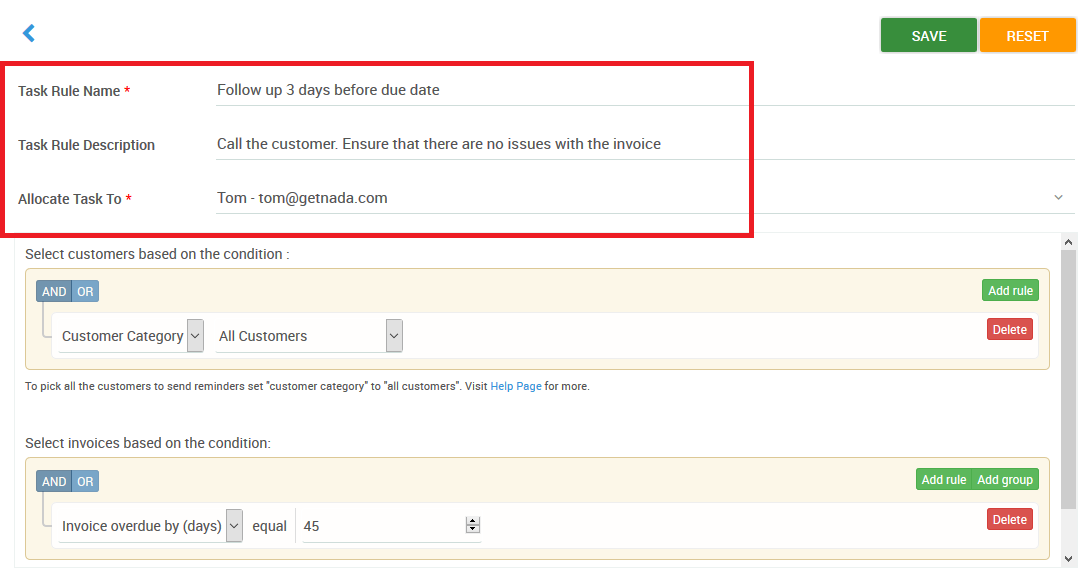 SAVE RESET
Task Rule Name * Follow up 3 days before due date
Task Rule Description Call the customer. Ensure that there are no issues with the invoice
Allocate Task To * Tom - tom@getnada.com
Select customers based on the condition :
AND OR Add rule
Customer Category All Customers Delete
To pick all the customers to send reminders set "customer category" to "all customers". Visit Help Page for more.
Select invoices based on the condition:
AND OR Add rule Add group
Invoice overdue by (days) equal 45 Delete